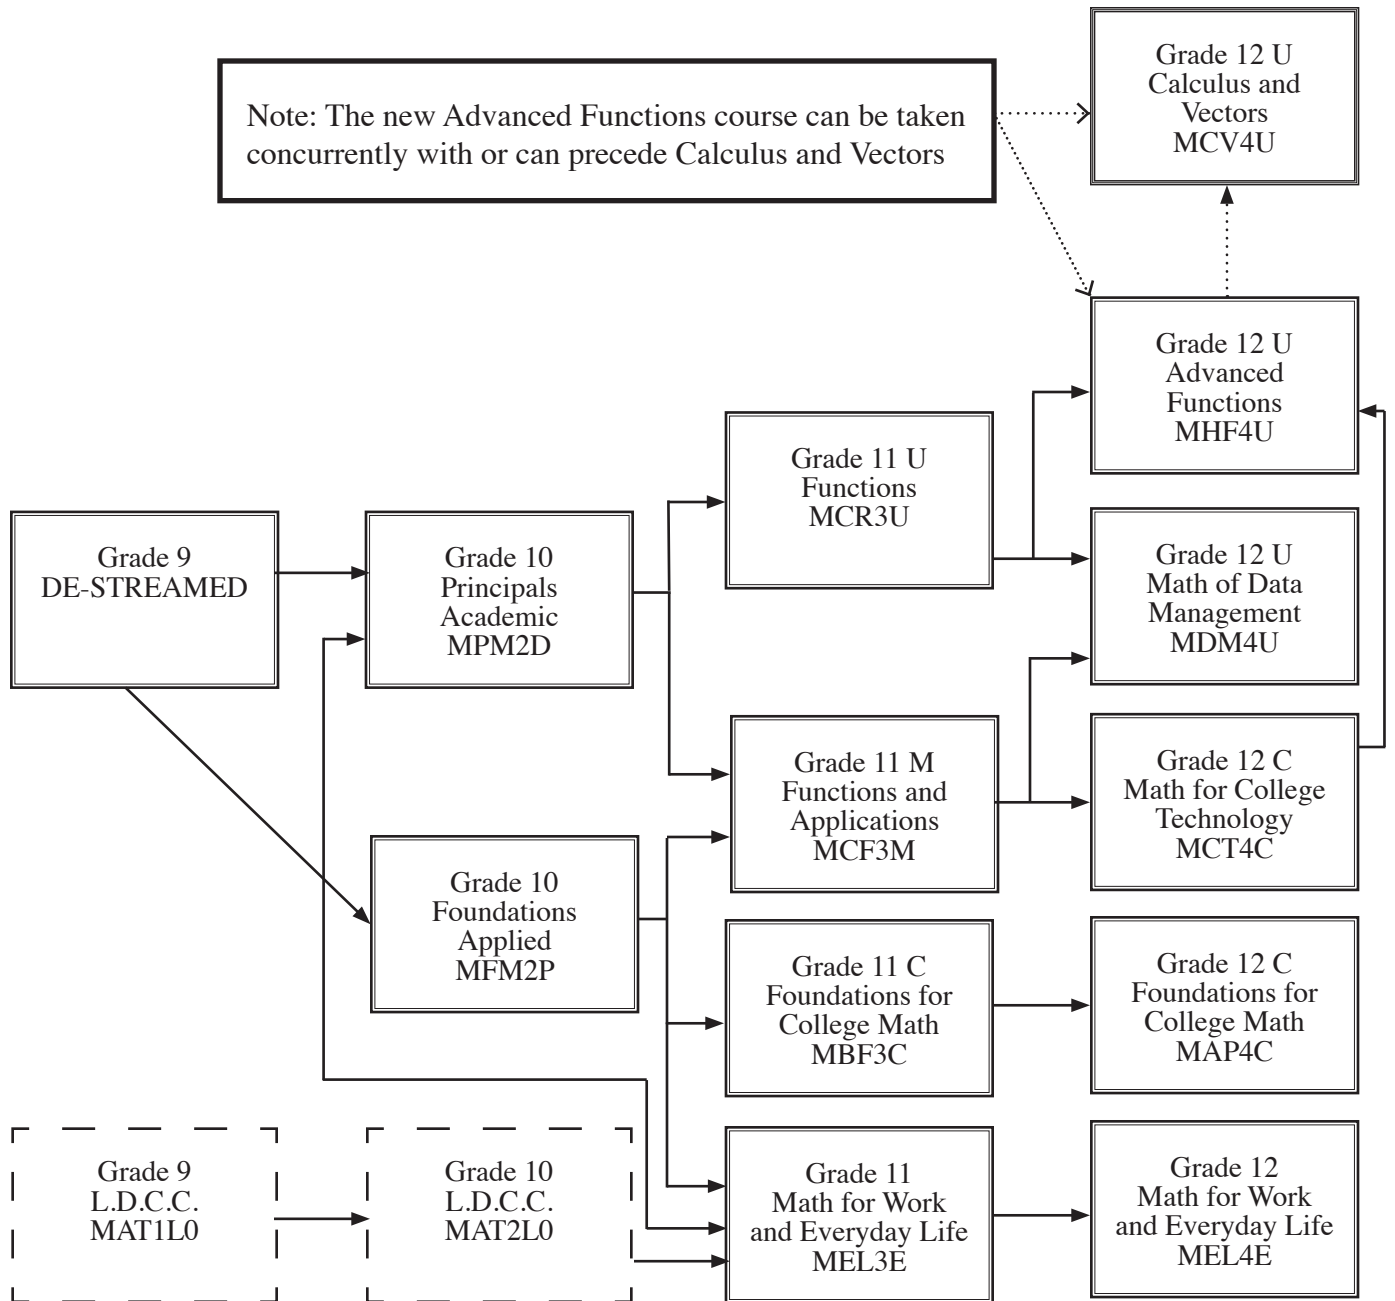 Grade 12 U
Calculus and
Vectors
MCV4U
Note: The new Advanced Functions course can be taken
concurrently with or can precede Calculus and Vectors
Grade 12 U
Advanced
Functions
MHF4U
Grade 11 U
Functions
MCR3U
Grade 9
DE-STREAMED
Grade 10
Principals
Academic
MPM2D
Grade 12 U
Math of Data
Management
MDM4U
Grade 11 M
Functions and
Applications
MCF3M
Grade 12 C
Math for College
Technology
MCT4C
Grade 10
Foundations
Applied
MFM2P
Grade 11 C
Foundations for
College Math
MBF3C
Grade 12 C
Foundations for
College Math
MAP4C
Grade 9
L.D.C.C.
MAT1L0
Grade 10
L.D.C.C.
MAT2L0
Grade 11
Math for Work
and Everyday Life
MEL3E
Grade 12
Math for Work
and Everyday Life
MEL4E